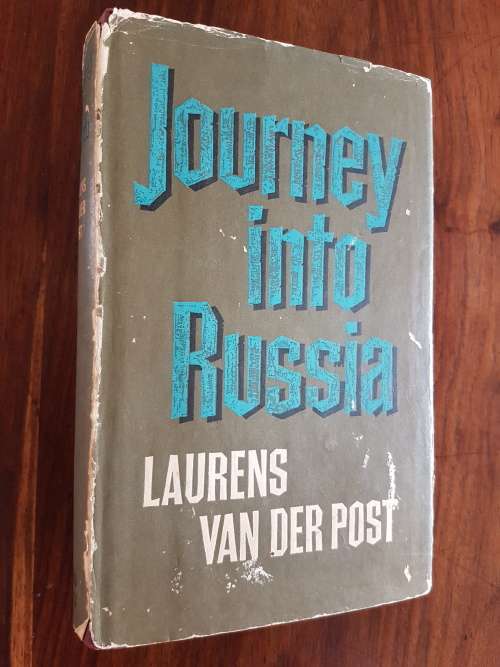 Journey
into
Russia
LAURENS
VAN DER POST